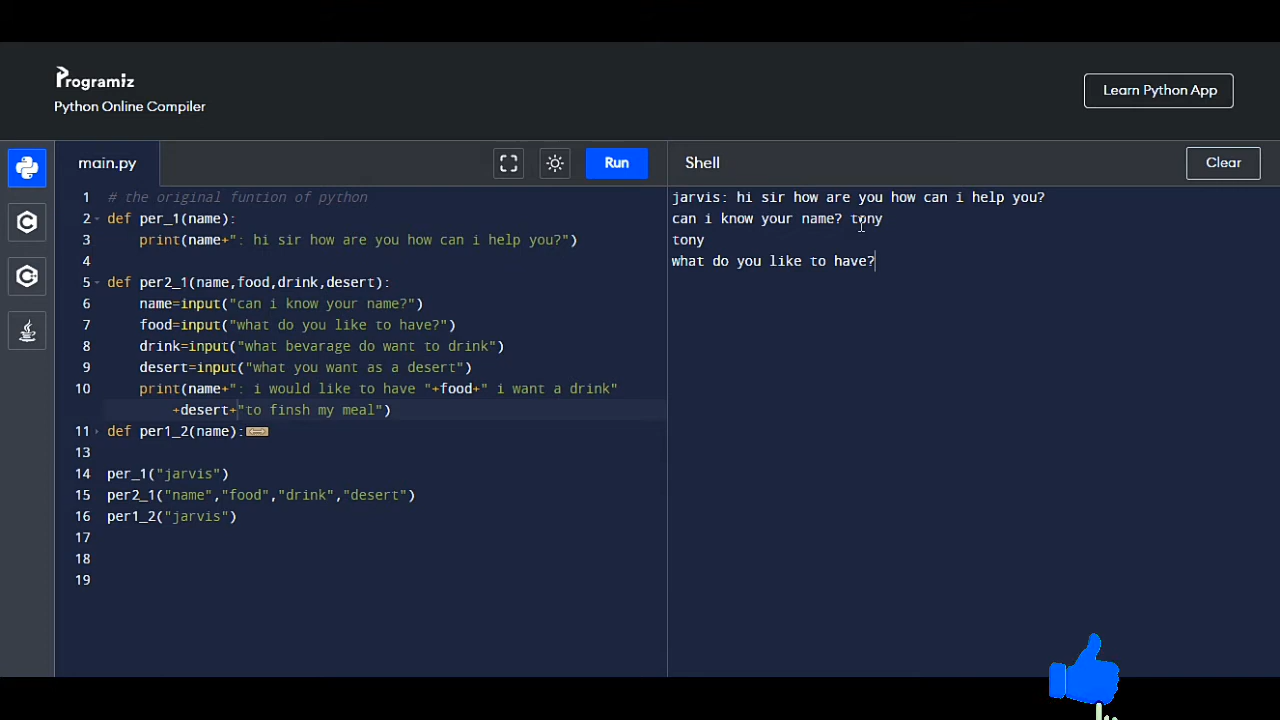 Programiz
Python Online Compiler
Learn Python App
main.py
Run
Shell
Clear
1 # the original funtion of python
2 def per_1(name):
3 print(name+": hi sir how are you how can i help you?")
4
5 def per2_1(name,food,drink,desert):
6 name=input("can i know your name?")
7 food=input("what do you like to have?")
8 drink=input("what bevarage do want to drink")
9 desert=input("what you want as a desert")
10 print(name+": i would like to have "+food+" i want a drink"
+desert+"to finsh my meal")
11 def per1_2(name):
13
14 per_1("jarvis")
15 per2_1("name","food","drink","desert")
16 per1_2("jarvis")
17
18
19
jarvis: hi sir how are you how can i help you?
can i know your name? tony
tony
what do you like to have?